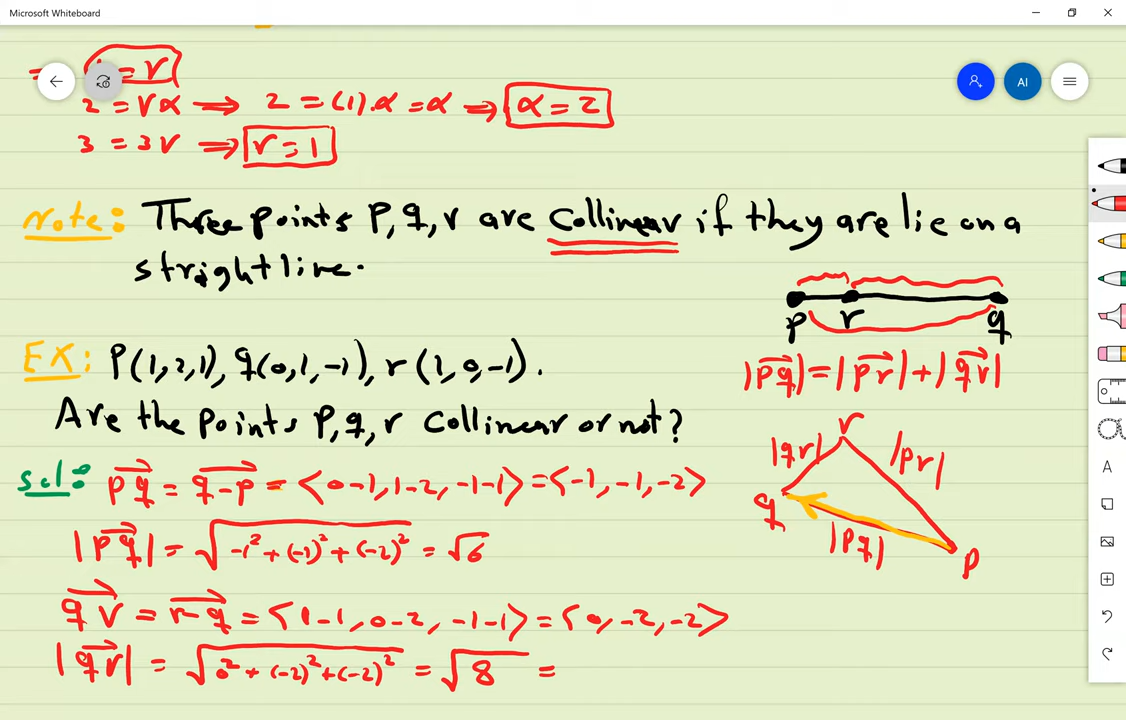 Microsoft Whiteboard
= r
2 = rα ⟹ 2 = (1).α = α ⟹ α = 2
3 = 3r ⟹ r = 1
AI
Note: Three points P, q, r are collinear if they are lie on a
strightline.
p r q
|pq| = |pr| + |qr|
EX: P(1,2,1), q(0,1,-1), r(1,0,-1).
Are the points P, q, r Collinear or not?
r
|qr| |pr|
q
|pq|
p
sol: pq = q-p = <0-1, 1-2, -1-1> = <-1, -1, -2>
|pq| = √-1² + (-1)² + (-2)² = √6
qr = r-q = <1-1, 0-2, -1-1> = <0, -2, -2>
|qr| = √0² + (-2)² + (-2)² = √8 =
A